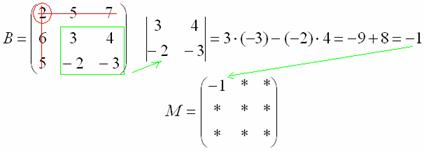 B = ( 2 5 7
6 3 4
5 −2 −3 )
| 3 4
−2 −3 | = 3·(−3) − (−2)·4 = −9 + 8 = −1
M = ( −1 * *
* * *
* * * )